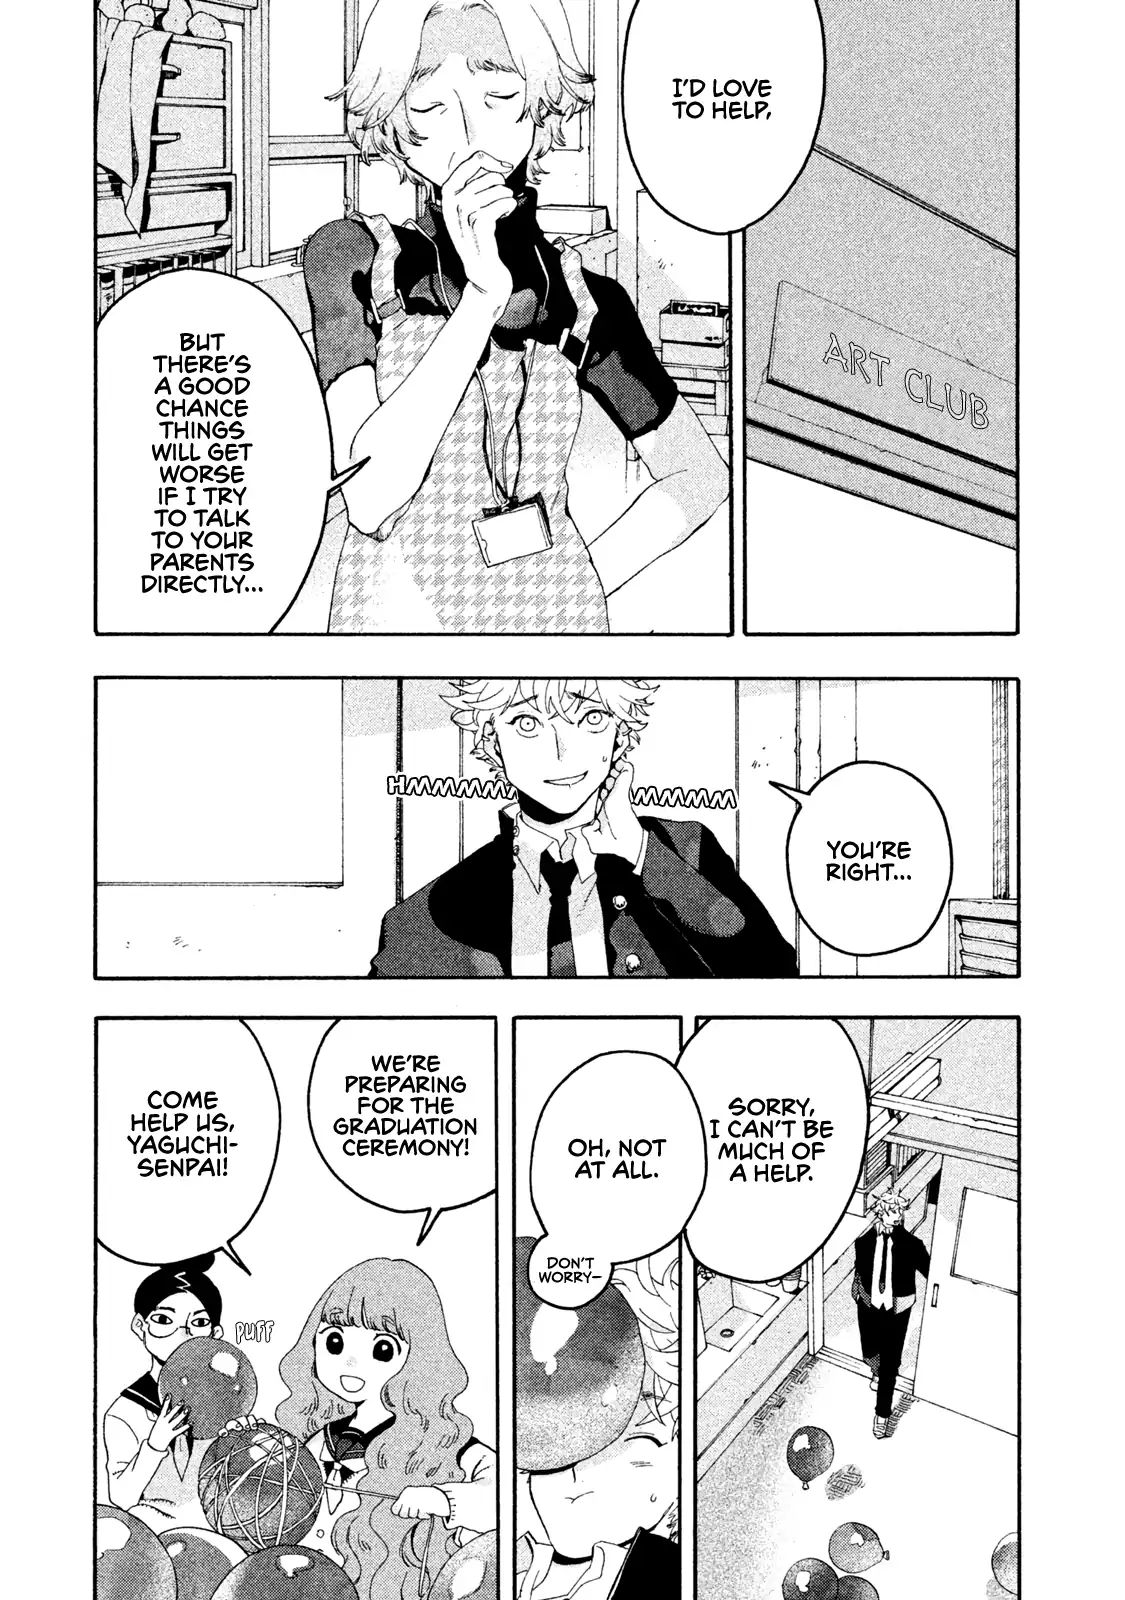 ART CLUB
I'D LOVE
TO HELP,
BUT
THERE'S
A GOOD
CHANCE
THINGS
WILL GET
WORSE
IF I TRY
TO TALK
TO YOUR
PARENTS
DIRECTLY...
YOU'RE
RIGHT...
HMMMMMMMMMMM
SORRY,
I CAN'T BE
MUCH OF
A HELP.
OH, NOT
AT ALL.
DON'T
WORRY–
WE'RE
PREPARING
FOR THE
GRADUATION
CEREMONY!
COME
HELP US,
YAGUCHI-
SENPAI!
PUFF